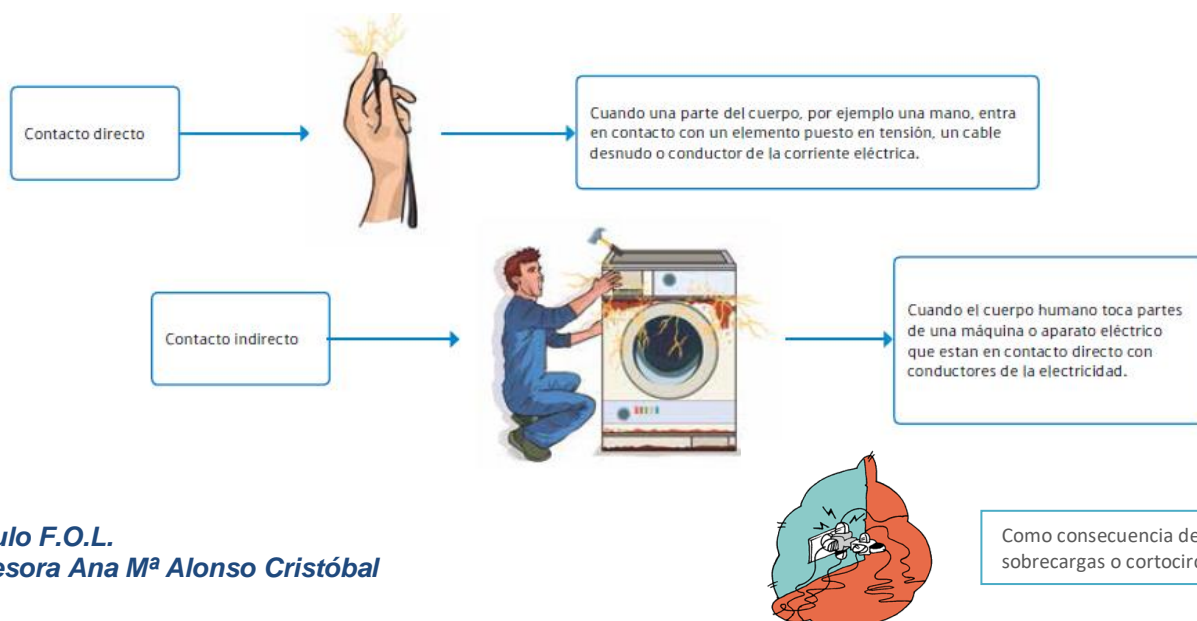 Contacto directo
Cuando una parte del cuerpo, por ejemplo una mano, entra
en contacto con un elemento puesto en tensión, un cable
desnudo o conductor de la corriente eléctrica.
Contacto indirecto
Cuando el cuerpo humano toca partes
de una máquina o aparato eléctrico
que estan en contacto directo con
conductores de la electricidad.
ulo F.O.L.
esora Ana Mª Alonso Cristóbal
Como consecuencia de
sobrecargas o cortociro